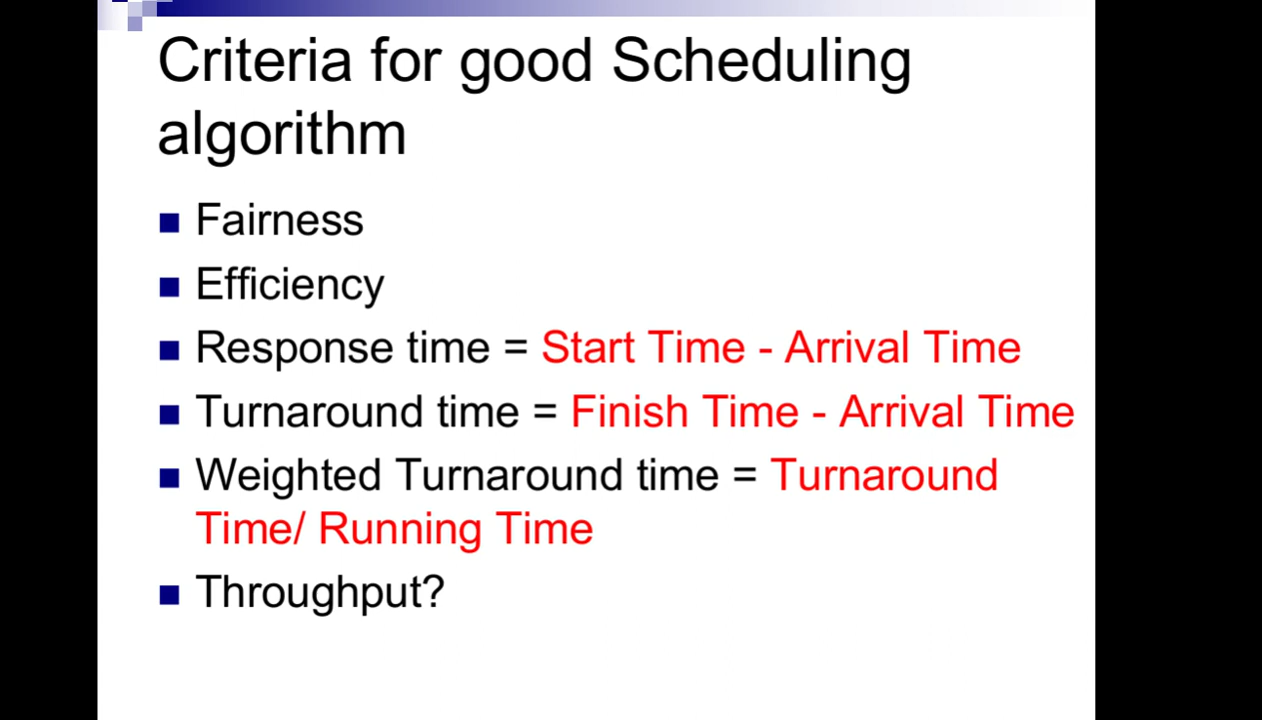 Criteria for good Scheduling
algorithm
Fairness
Efficiency
Response time = Start Time - Arrival Time
Turnaround time = Finish Time - Arrival Time
Weighted Turnaround time = Turnaround
Time/ Running Time
Throughput?